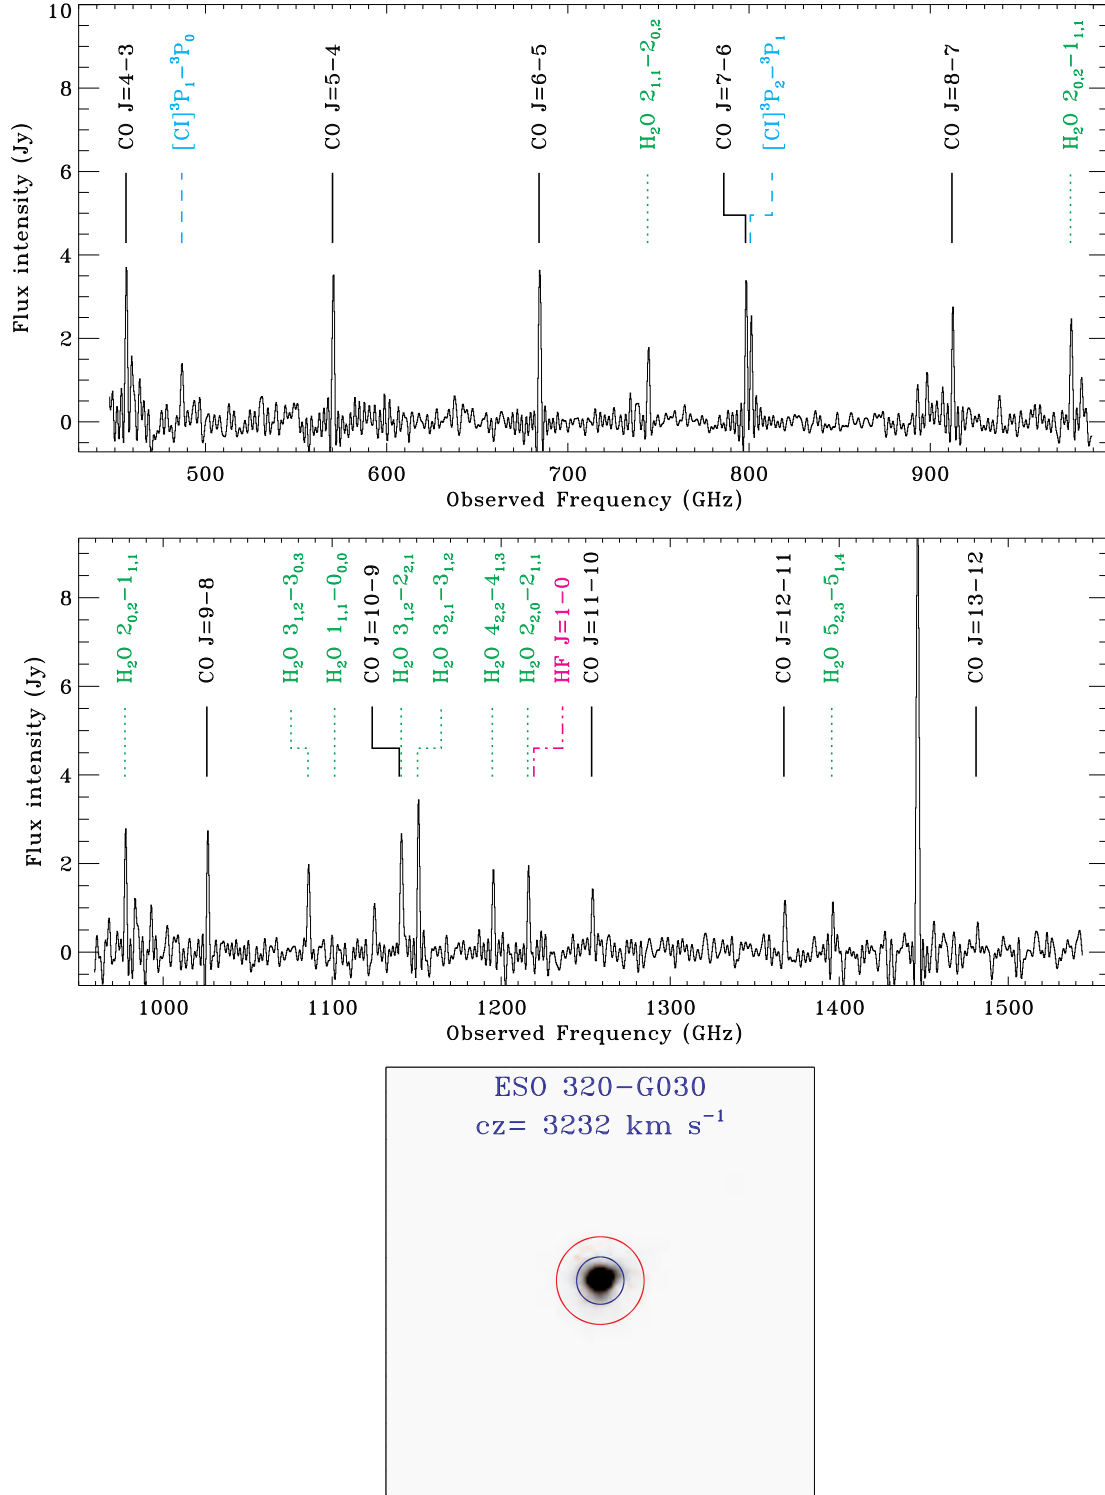 10
8
6
4
2
0
Flux intensity (Jy)
CO J=4−3
[CI]³P₁−³P₀
CO J=5−4
CO J=6−5
H₂O 2₁,₁−2₀,₂
CO J=7−6
[CI]³P₂−³P₁
CO J=8−7
H₂O 2₀,₂−1₁,₁
500 600 700 800 900
Observed Frequency (GHz)
8
6
4
2
0
Flux intensity (Jy)
H₂O 2₀,₂−1₁,₁
CO J=9−8
H₂O 3₁,₂−3₀,₃
H₂O 1₁,₁−0₀,₀
CO J=10−9
H₂O 3₁,₂−2₂,₁
H₂O 3₂,₁−3₁,₂
H₂O 4₂,₂−4₁,₃
H₂O 2₂,₀−2₁,₁
HF J=1−0
CO J=11−10
CO J=12−11
H₂O 5₂,₃−5₁,₄
CO J=13−12
1000 1100 1200 1300 1400 1500
Observed Frequency (GHz)
ESO 320−G030
cz= 3232 km s⁻¹